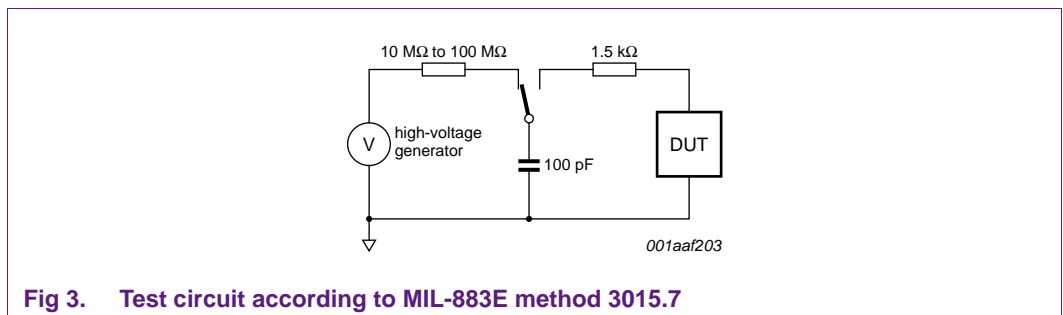 10 MΩ to 100 MΩ
1.5 kΩ
V
high-voltage
generator
100 pF
DUT
001aaf203
Fig 3. Test circuit according to MIL-883E method 3015.7